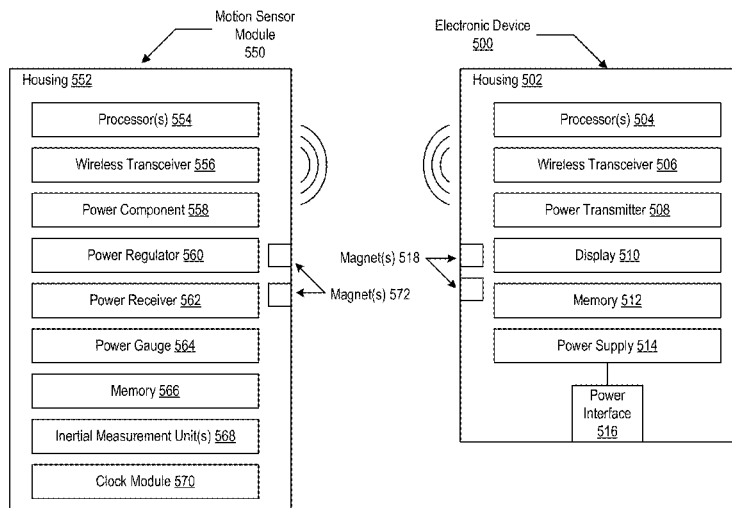 Motion Sensor
Module
550
Housing 552
Processor(s) 554
Wireless Transceiver 556
Power Component 558
Power Regulator 560
Power Receiver 562
Power Gauge 564
Memory 566
Inertial Measurement Unit(s) 568
Clock Module 570
Magnet(s) 518
Magnet(s) 572
Electronic Device
500
Housing 502
Processor(s) 504
Wireless Transceiver 506
Power Transmitter 508
Display 510
Memory 512
Power Supply 514
Power
Interface
516